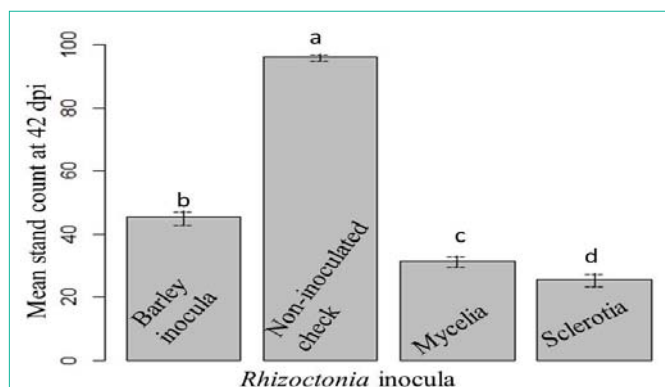 Mean stand count at 42 dpi
100
80
60
40
20
0
b
a
c
d
Barley
inocula
Non-inoculated
check
Mycelia
Sclerotia
Rhizoctonia inocula